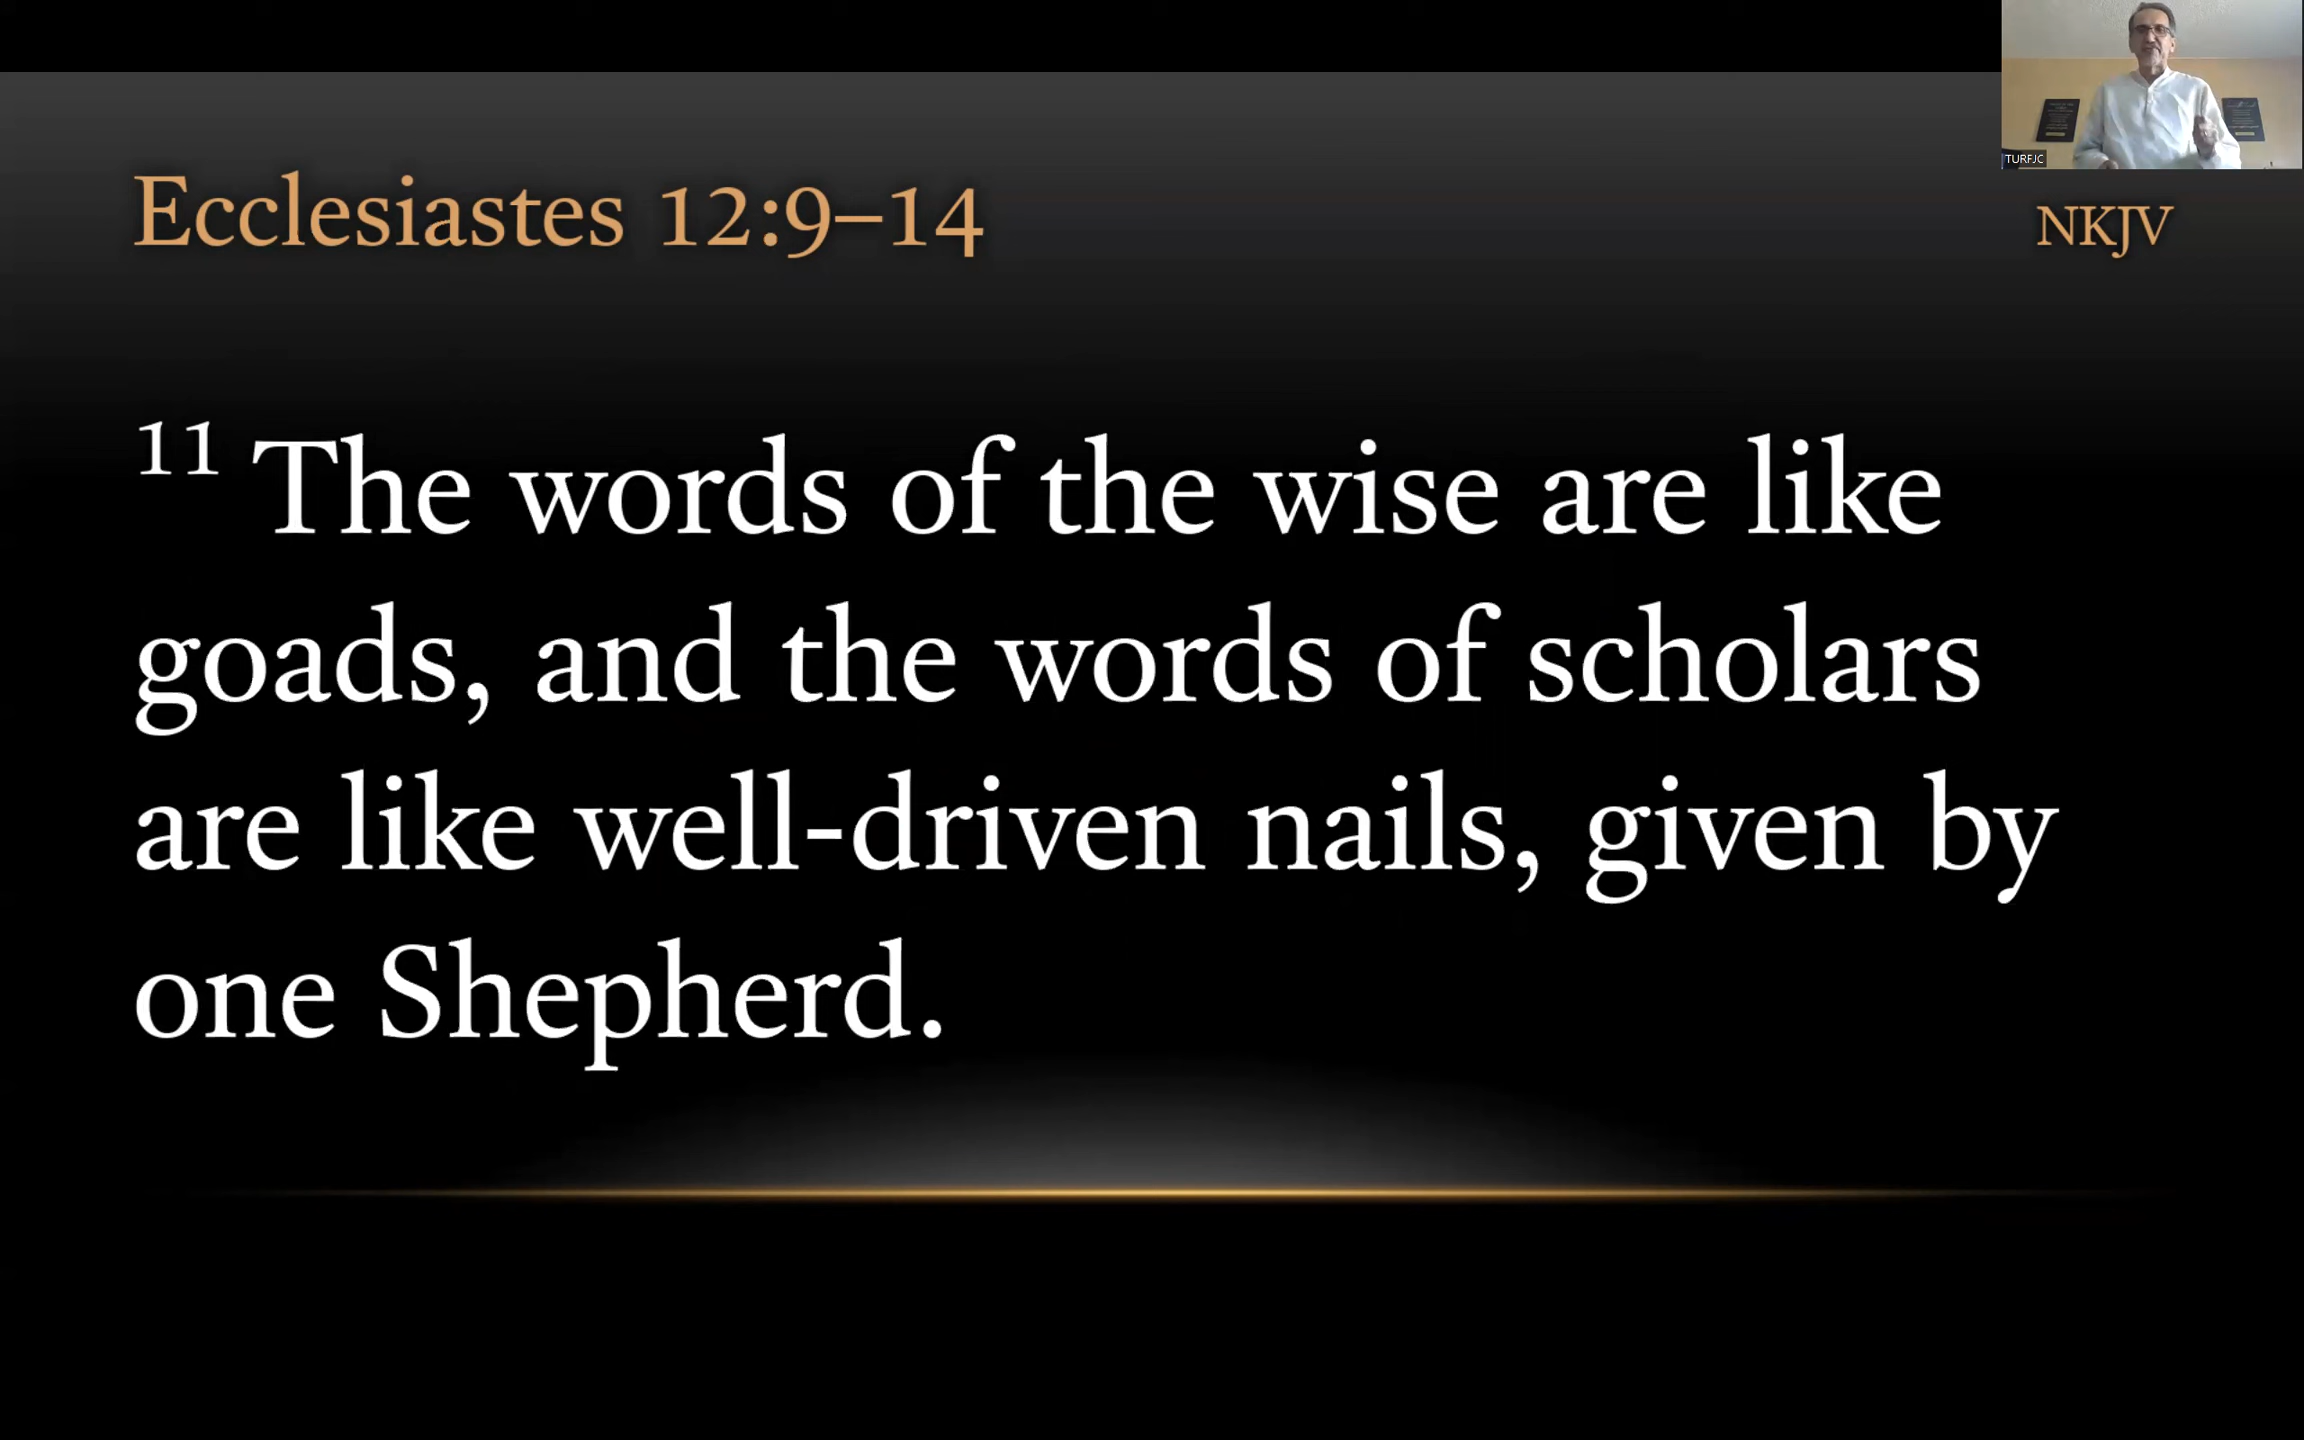 TURFJC
Ecclesiastes 12:9–14
NKJV
11 The words of the wise are like
goads, and the words of scholars
are like well-driven nails, given by
one Shepherd.